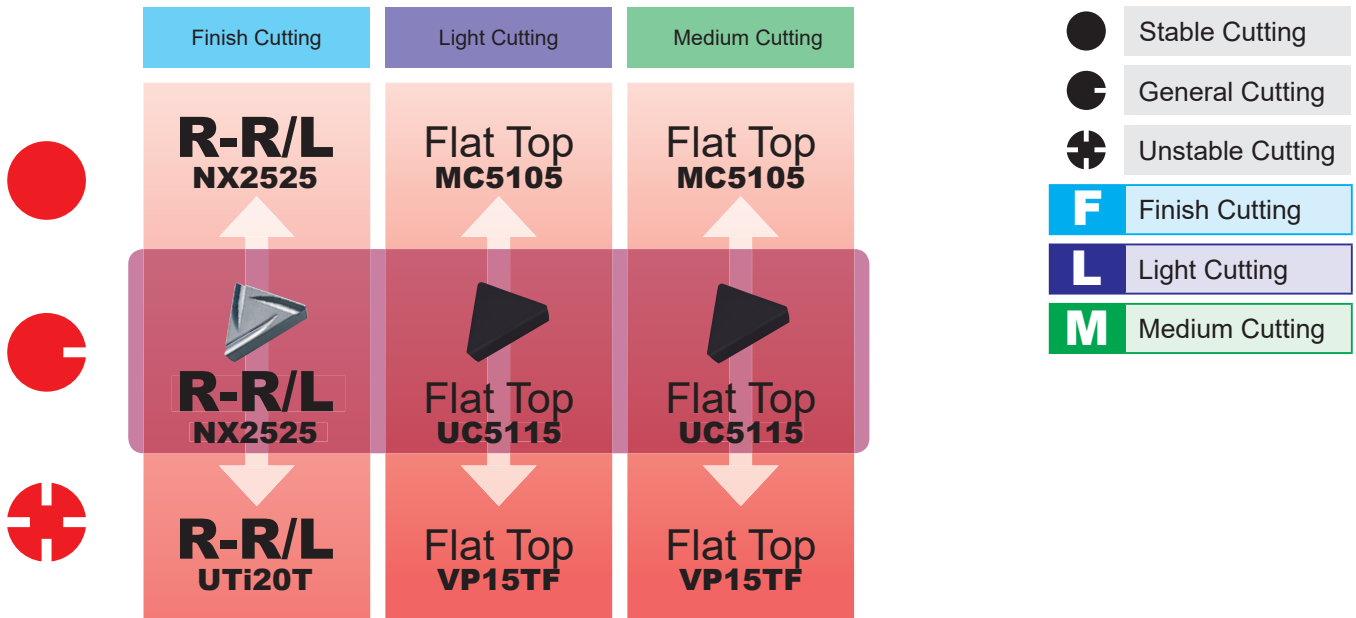 Finish Cutting
Light Cutting
Medium Cutting
R-R/L
NX2525
Flat Top
MC5105
Flat Top
MC5105
R-R/L
NX2525
Flat Top
UC5115
Flat Top
UC5115
R-R/L
UTi20T
Flat Top
VP15TF
Flat Top
VP15TF
Stable Cutting
General Cutting
Unstable Cutting
F Finish Cutting
L Light Cutting
M Medium Cutting